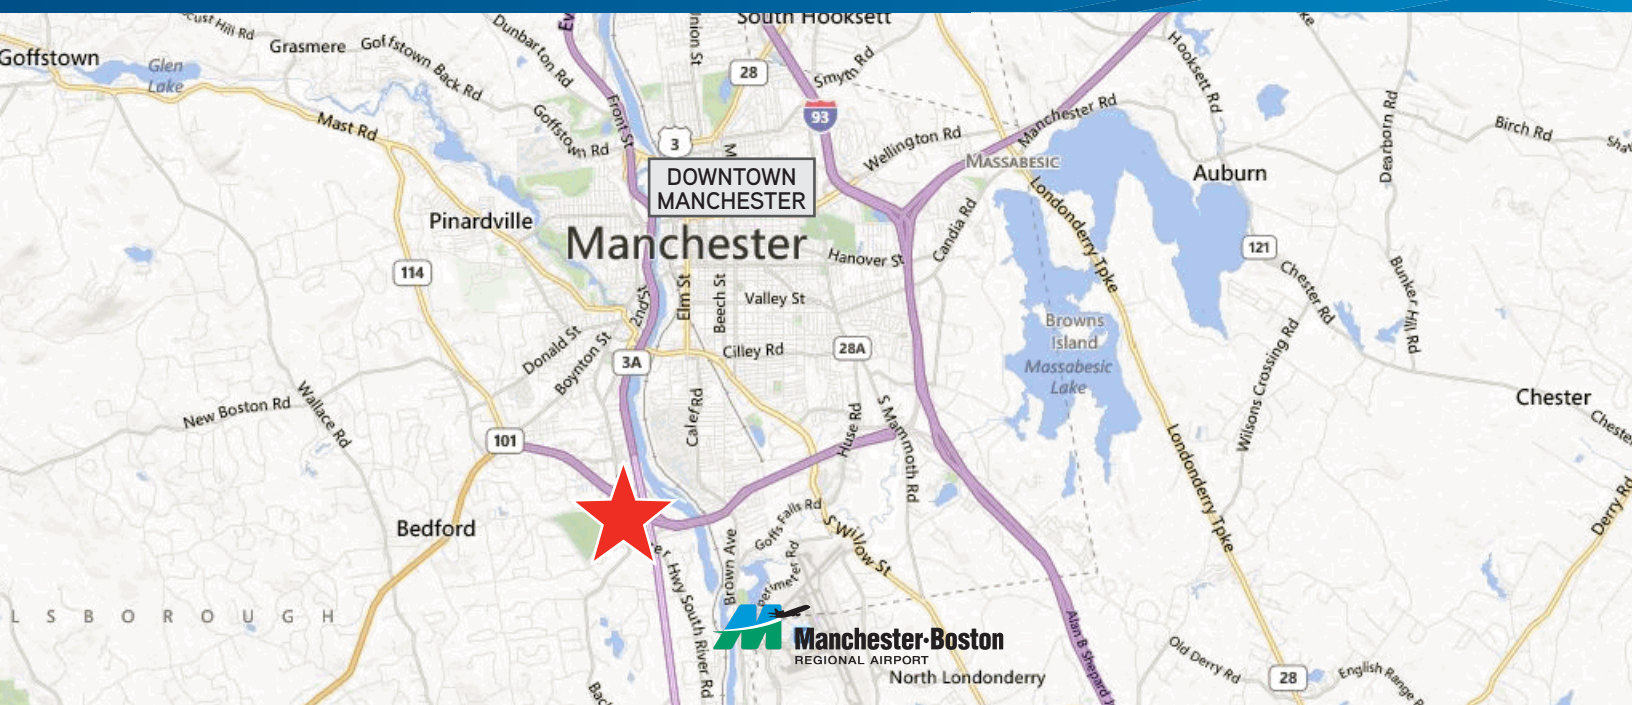 South Hooksett
Goffstown
Grasmere
Goffstown Back Rd
Dunbarton Rd
Glen
Lake
28
Smyth Rd
Hooksett Rd
93
Mast Rd
Goffstown Rd
Front St
3
Wellington Rd
Manchester Rd
Dearborn Rd
Birch Rd
MASSABESIC
Auburn
DOWNTOWN
MANCHESTER
Pinardville
Manchester
Hanover St
Candia Rd
Londonderry Tpke
121
114
Chester Rd
Bunker Hill Rd
2nd St
Elm St
Beech St
Valley St
Browns
Island
Massabesic
Lake
Donald St
Boynton St
3A
Cilley Rd
28A
Wilsons Crossing Rd
Chester
New Boston Rd
Wallace Rd
Calef Rd
Huse Rd
S Mammoth Rd
101
Londonderry Tpke
Derry Rd
Bedford
Goffs Falls Rd
S Willow St
Brown Ave
Hwy South River Rd
L S B O R O U G H
Manchester·Boston
REGIONAL AIRPORT
North Londonderry
Alan B Shepard
Old Derry Rd
28
English Range